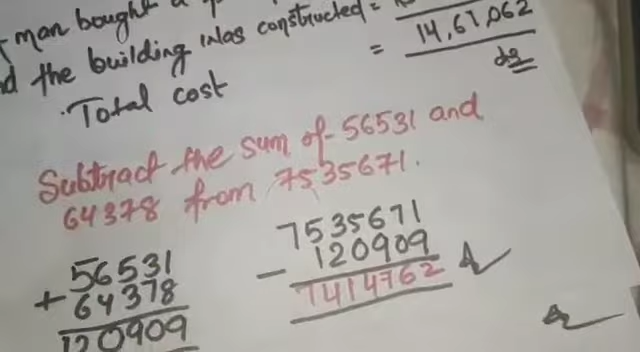 man bought a
the building was constructed =
14,61,062
Total cost =
Subtract the sum of 56531 and
64378 from 7535671.
56531
+ 64378
120909
7535671
- 120909
7414762